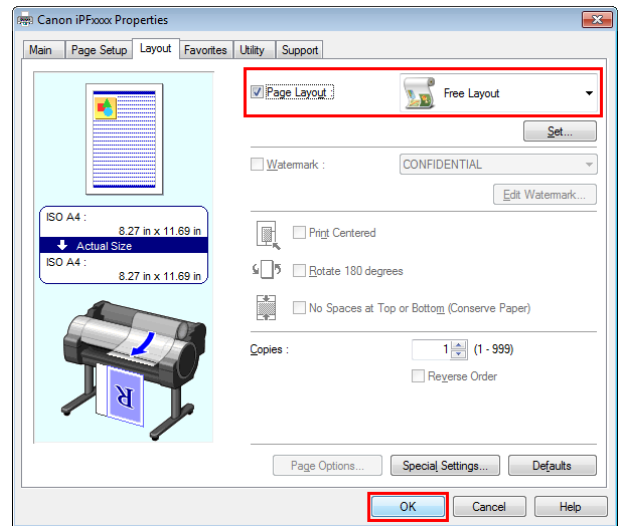 Canon iPFxxxx Properties
Main Page Setup Layout Favorites Utility Support
Page Layout : Free Layout
Set...
Watermark : CONFIDENTIAL
Edit Watermark...
ISO A4 :
8.27 in x 11.69 in
Actual Size
ISO A4 :
8.27 in x 11.69 in
Print Centered
Rotate 180 degrees
No Spaces at Top or Bottom (Conserve Paper)
Copies : 1 (1 - 999)
Reverse Order
R
Page Options... Special Settings... Defaults
OK Cancel Help